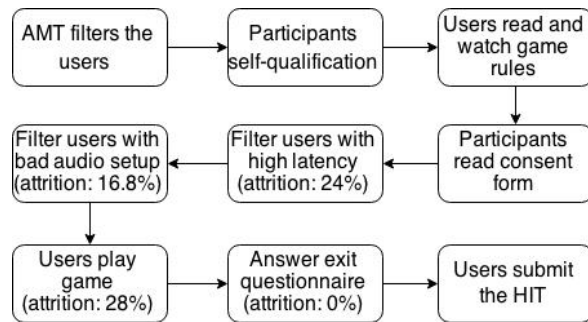 AMT filters the
users
Participants
self-qualification
Users read and
watch game
rules
Participants
read consent
form
Filter users with
high latency
(attrition: 24%)
Filter users with
bad audio setup
(attrition: 16.8%)
Users play
game
(attrition: 28%)
Answer exit
questionnaire
(attrition: 0%)
Users submit
the HIT